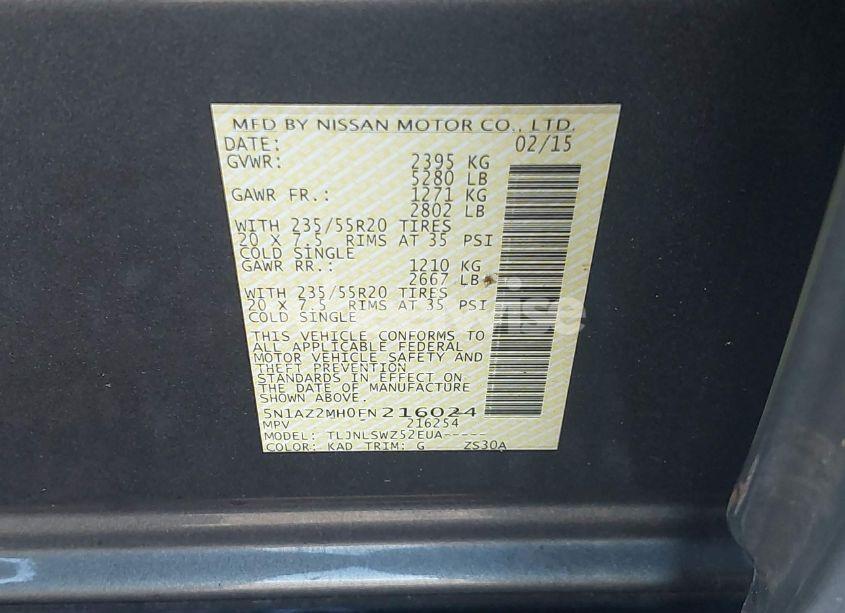 MFD BY NISSAN MOTOR CO., LTD.
DATE: 02/15
GVWR: 2395 KG
5280 LB
GAWR FR.: 1271 KG
2802 LB
WITH 235/55R20 TIRES
20 X 7.5 RIMS AT 35 PSI
COLD SINGLE
GAWR RR.: 1210 KG
2667 LB
WITH 235/55R20 TIRES
20 X 7.5 RIMS AT 35 PSI
COLD SINGLE
THIS VEHICLE CONFORMS TO
ALL APPLICABLE FEDERAL
MOTOR VEHICLE SAFETY AND
THEFT PREVENTION
STANDARDS IN EFFECT ON
THE DATE OF MANUFACTURE
SHOWN ABOVE.
5N1AZ2MH0FN216024
MPV 216254
MODEL: TLJNLSWZ52EUA-----
COLOR: KAD TRIM: G ZS30A